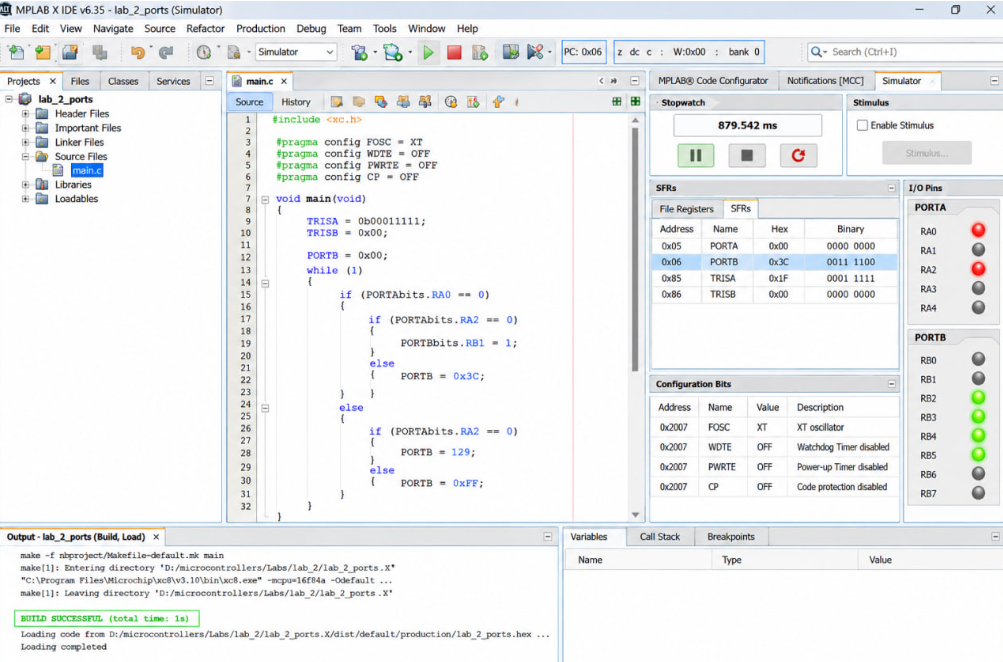 MPLAB X IDE v6.35 - lab_2_ports (Simulator)
File Edit View Navigate Source Refactor Production Debug Team Tools Window Help
Simulator
PC: 0x06
z dc c : W:0x00 : bank 0
Search (Ctrl+I)
Projects × Files Classes Services
lab_2_ports
Header Files
Important Files
Linker Files
Source Files
main.c
Libraries
Loadables
main.c ×
Source History
1 #include <xc.h>
2
3 #pragma config FOSC = XT
4 #pragma config WDTE = OFF
5 #pragma config PWRTE = OFF
6 #pragma config CP = OFF
7
8 void main(void)
9 {
TRISA = 0b00011111;
10 TRISB = 0x00;
11
12 PORTB = 0x00;
13 while (1)
14 {
15 if (PORTAbits.RA0 == 0)
16 {
17 if (PORTAbits.RA2 == 0)
18 {
19 PORTBbits.RB1 = 1;
20 }
21 else
22 { PORTB = 0x3C;
23 } }
24 else
25 {
26 if (PORTAbits.RA2 == 0)
27 {
28 PORTB = 129;
29 }
else
30 { PORTB = 0xFF;
31 }
32 }
}
MPLAB® Code Configurator Notifications [MCC] Simulator ×
Stopwatch
879.542 ms
Stimulus
Enable Stimulus
Stimulus...
SFRs
File Registers SFRs
Address Name Hex Binary
0x05 PORTA 0x00 0000 0000
0x06 PORTB 0x3C 0011 1100
0x85 TRISA 0x1F 0001 1111
0x86 TRISB 0x00 0000 0000
Configuration Bits
Address Name Value Description
0x2007 FOSC XT XT oscillator
0x2007 WDTE OFF Watchdog Timer disabled
0x2007 PWRTE OFF Power-up Timer disabled
0x2007 CP OFF Code protection disabled
I/O Pins
PORTA
RA0
RA1
RA2
RA3
RA4
PORTB
RB0
RB1
RB2
RB3
RB4
RB5
RB6
RB7
Output - lab_2_ports (Build, Load) ×
make -f nbproject/Makefile-default.mk main
make[1]: Entering directory 'D:/microcontrollers/Labs/lab_2/lab_2_ports.X"
"C:\Program Files\Microchip\xc8\v3.10\bin\xc8.exe" -mcpu=16f84a -Odefault ...
make[1]: Leaving directory 'D:/microcontrollers/Labs/lab_2/lab_2_ports.X'
BUILD SUCCESSFUL (total time: 1s)
Loading code from D:/microcontrollers/Labs/lab_2/lab_2_ports.X/dist/default/production/lab_2_ports.hex ...
Loading completed
Variables Call Stack Breakpoints
Name Type Value